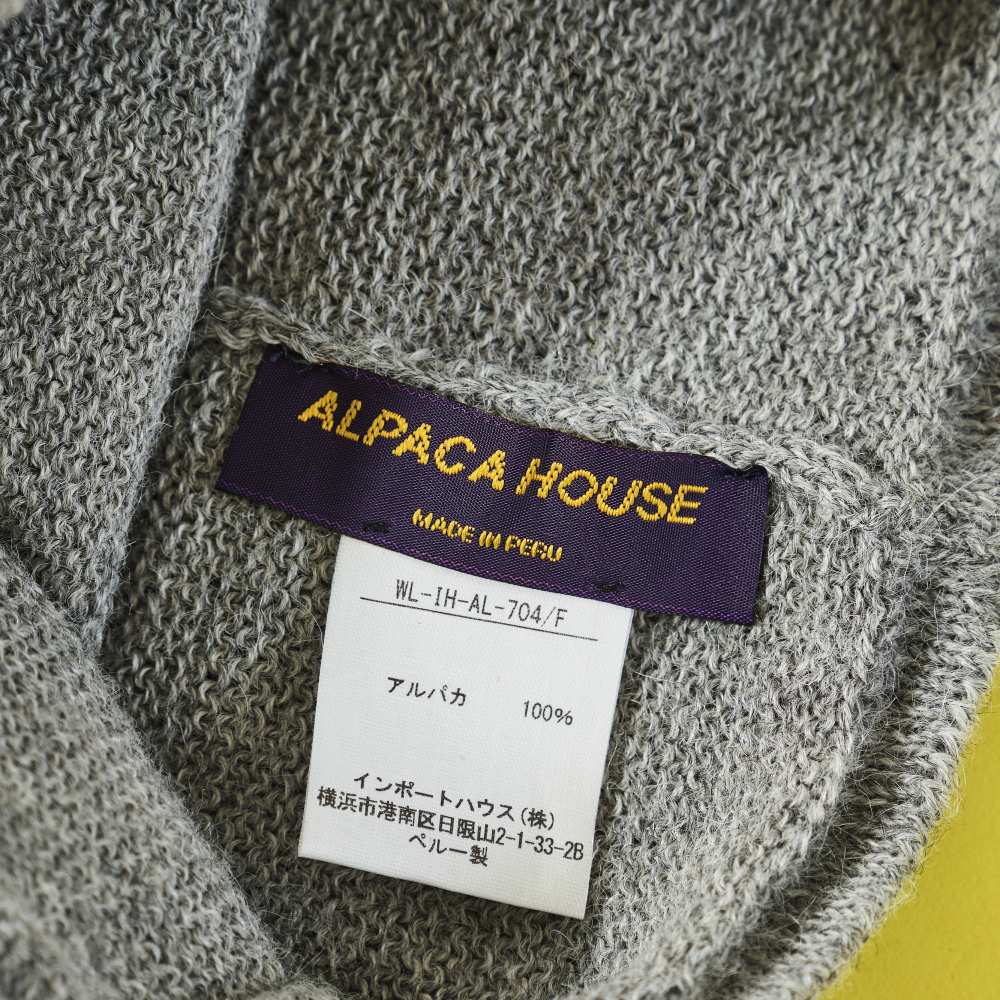 ALPACA HOUSE
MADE IN PERU
WL-IH-AL-704/F
アルパカ 100%
インポートハウス(株)
横浜市港南区日限山2-1-33-2B
ペルー製